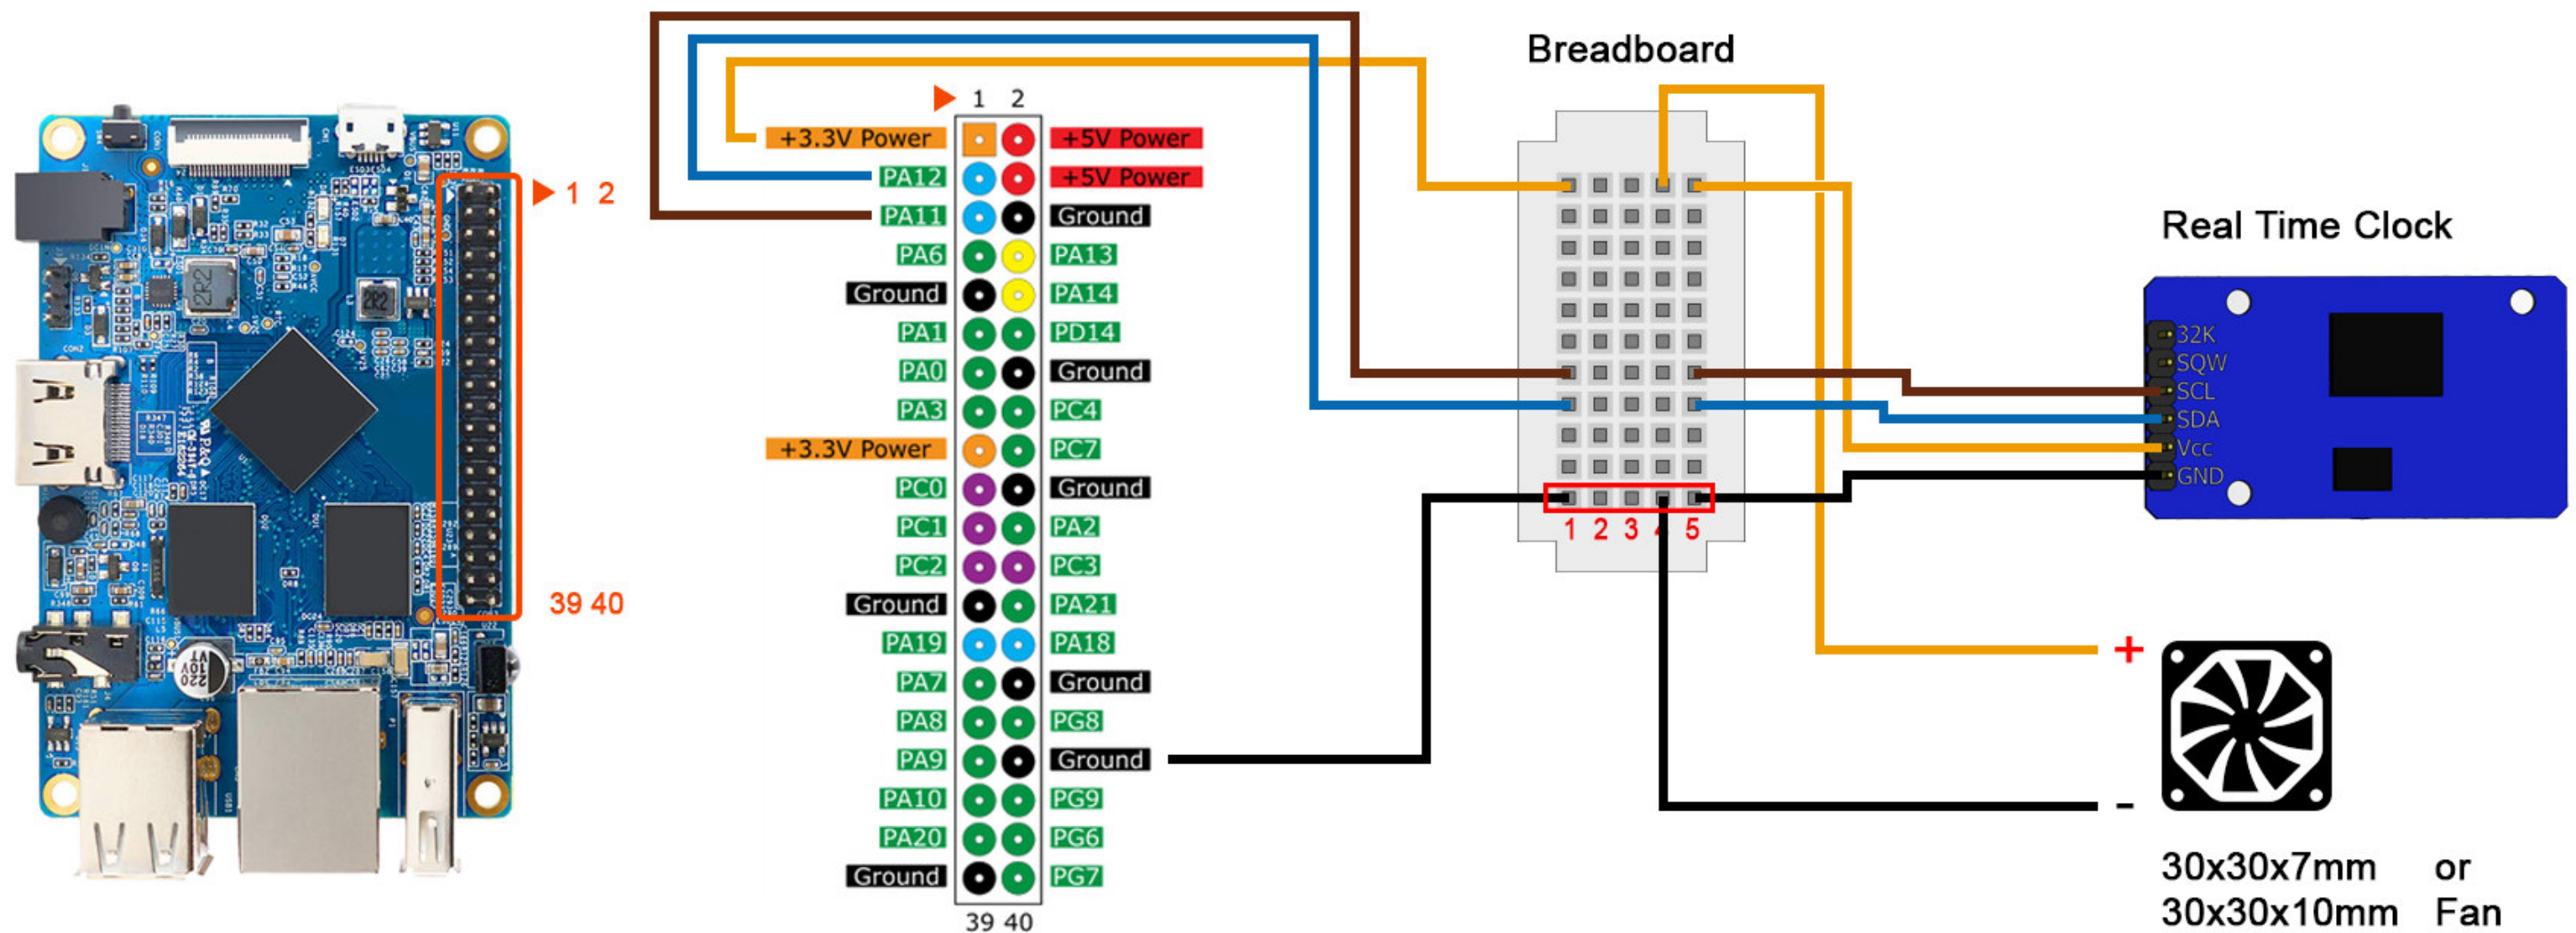 Breadboard
Real Time Clock
1 2
39 40
1 2
+3.3V Power +5V Power
PA12 +5V Power
PA11 Ground
PA6 PA13
Ground PA14
PA1 PD14
PA0 Ground
PA3 PC4
+3.3V Power PC7
PC0 Ground
PC1 PA2
PC2 PC3
Ground PA21
PA19 PA18
PA7 Ground
PA8 PG8
PA9 Ground
PA10 PG9
PA20 PG6
Ground PG7
39 40
1 2 3 4 5
32K
SQW
SCL
SDA
Vcc
GND
+
-
30x30x7mm or
30x30x10mm Fan
2R2
2R2